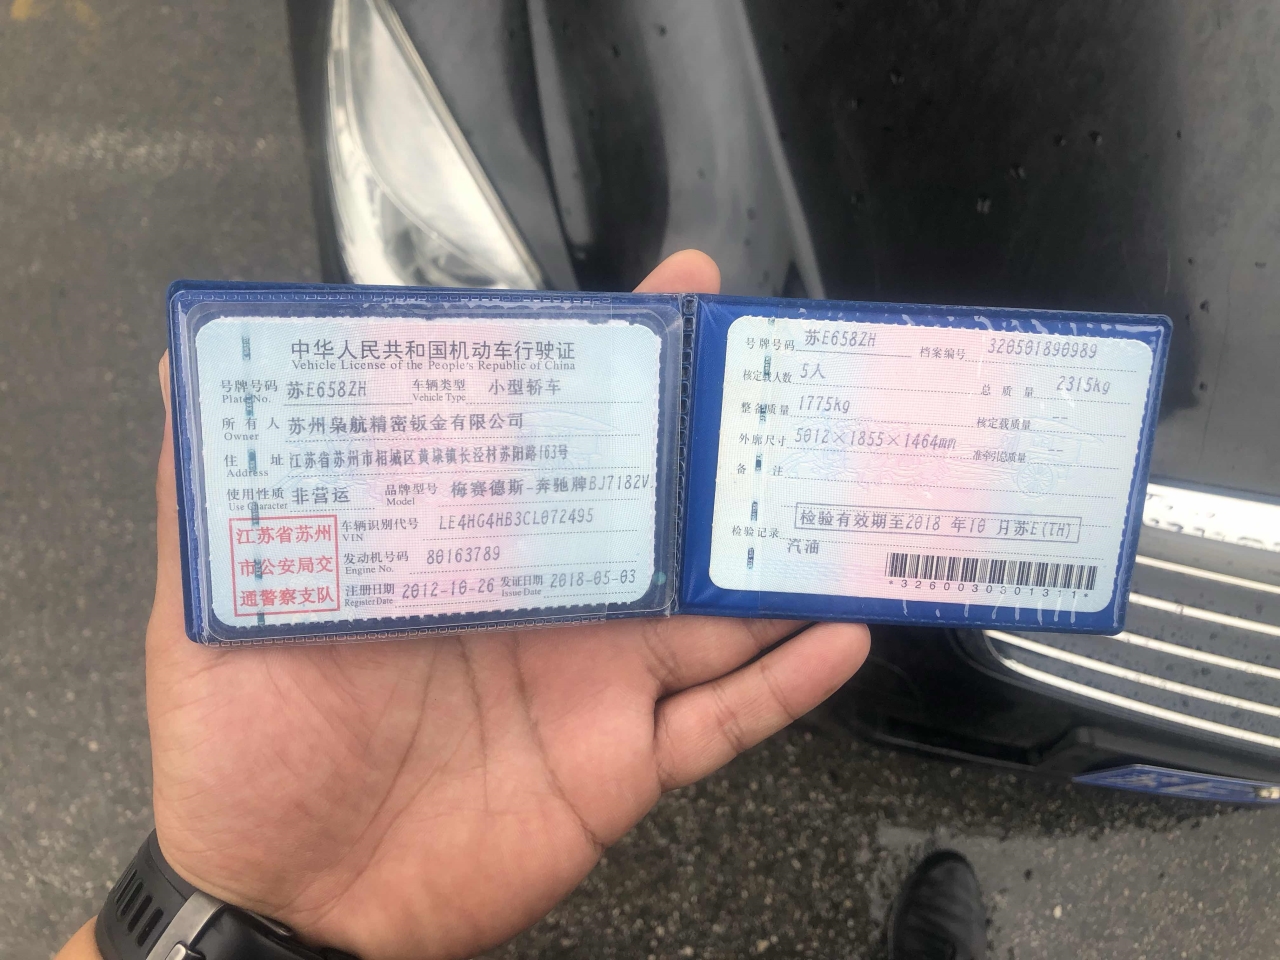 中华人民共和国机动车行驶证
Vehicle License of the People's Republic of China
号牌号码 苏E658ZH 车辆类型 小型轿车
Plate No. Vehicle Type
所有人 苏州枭航精密钣金有限公司
Owner
住址 江苏省苏州市相城区黄埭镇长泾村苏阳路163号
Address
使用性质 非营运 品牌型号 梅赛德斯-奔驰牌BJ7182V
Use Character Model
江苏省苏州
市公安局交
通警察支队
车辆识别代号 LE4HG4HB3CL072495
VIN
发动机号码 80163789
Engine No.
注册日期 2012-10-26 发证日期 2018-05-03
Register Date Issue Date
号牌号码 苏E658ZH 档案编号 320501890989
核定载人数 5人 总质量 2315kg
整备质量 1775kg 核定载质量 --
外廓尺寸 5012×1855×1464mm 准牵引总质量 --
备注
检验记录 检验有效期至2018年10月苏E(TH)
汽油
*3260030301311*